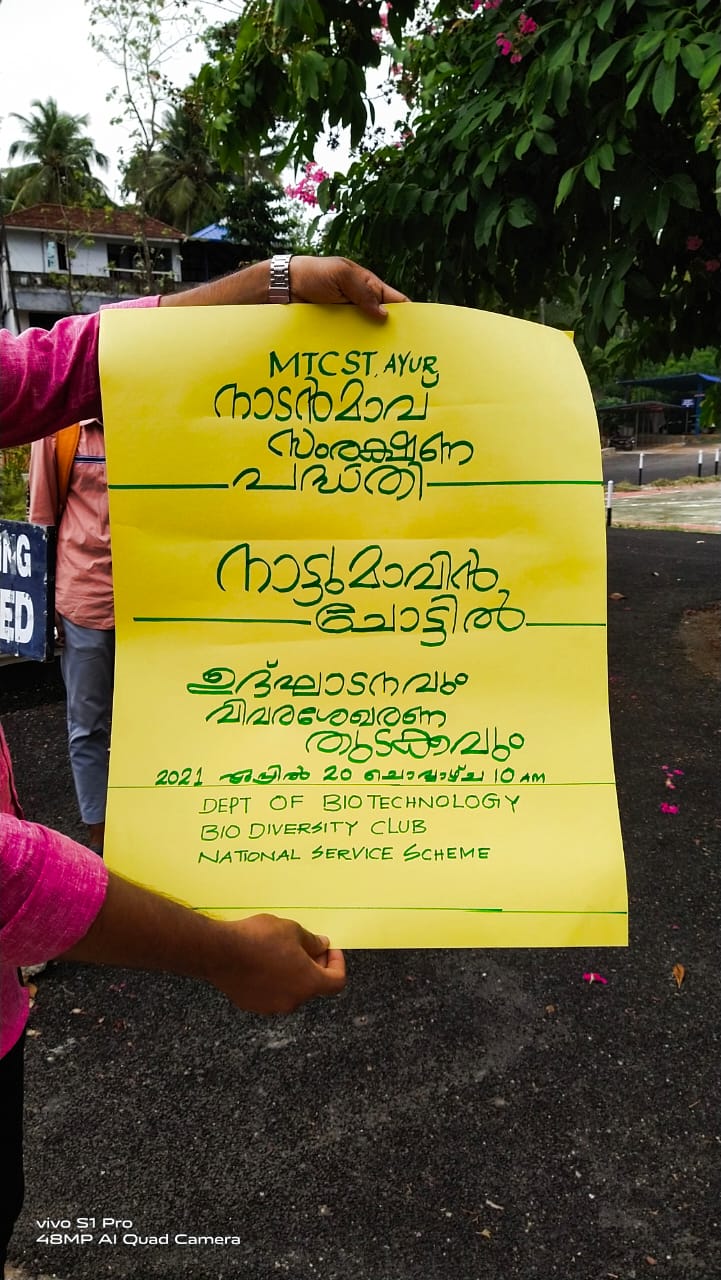 MTCST, AYUR
നാടൻമാവ്
സംരക്ഷണ
പദ്ധതി
നാട്ടുമാവിൻ
ചോട്ടിൽ
ഉദ്ഘാടനവും
വിവരശേഖരണ
തുടക്കവും
2021 ഏപ്രിൽ 20 ചൊവ്വാഴ്ച 10 AM
DEPT OF BIOTECHNOLOGY
BIO DIVERSITY CLUB
NATIONAL SERVICE SCHEME
NG
ED
vivo S1 Pro
48MP AI Quad Camera